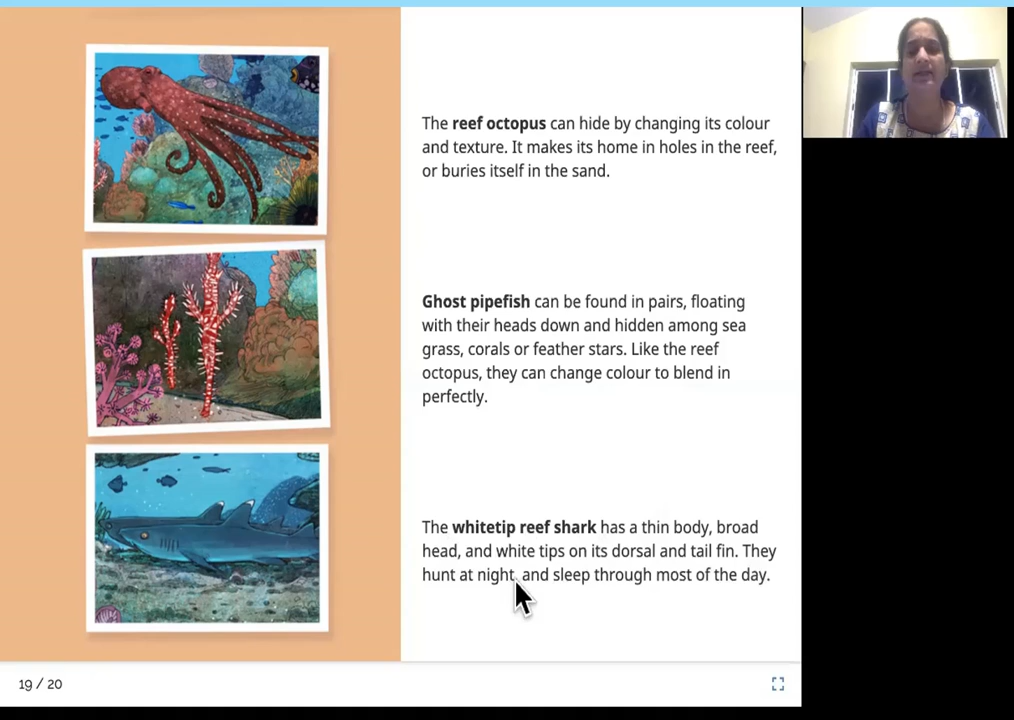 The reef octopus can hide by changing its colour
and texture. It makes its home in holes in the reef,
or buries itself in the sand.
Ghost pipefish can be found in pairs, floating
with their heads down and hidden among sea
grass, corals or feather stars. Like the reef
octopus, they can change colour to blend in
perfectly.
The whitetip reef shark has a thin body, broad
head, and white tips on its dorsal and tail fin. They
hunt at night, and sleep through most of the day.
19 / 20